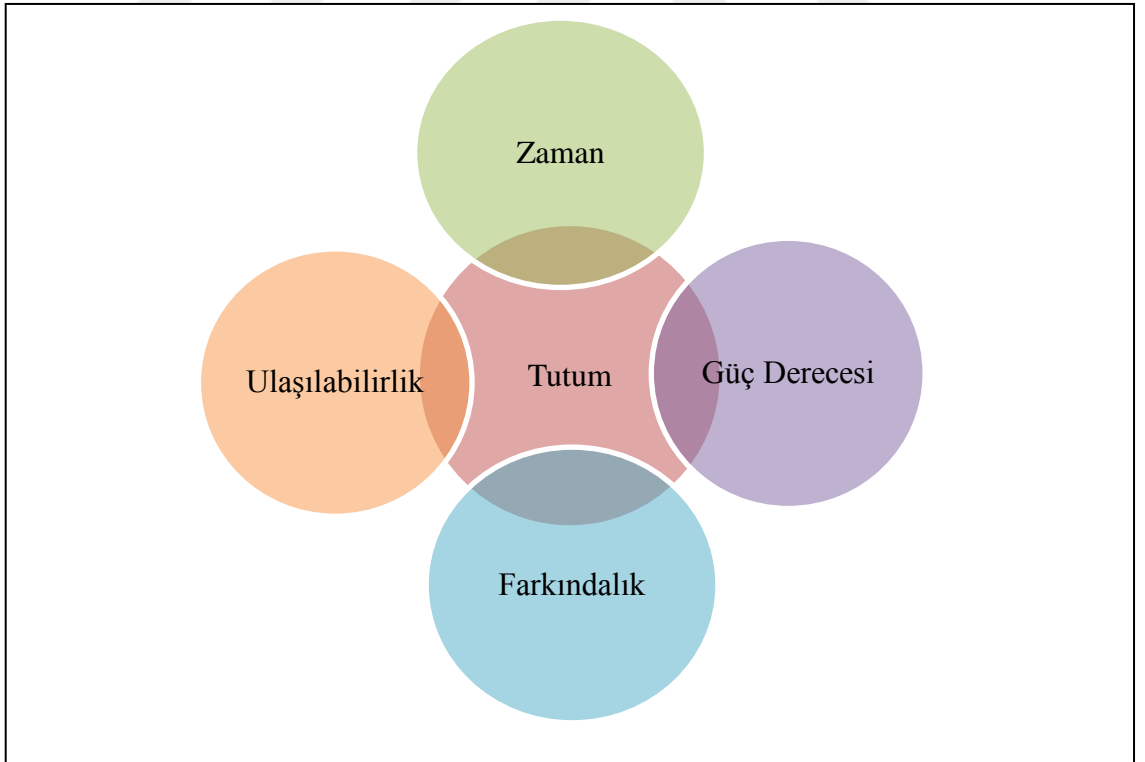 Zaman
Ulaşılabilirlik
Tutum
Güç Derecesi
Farkındalık